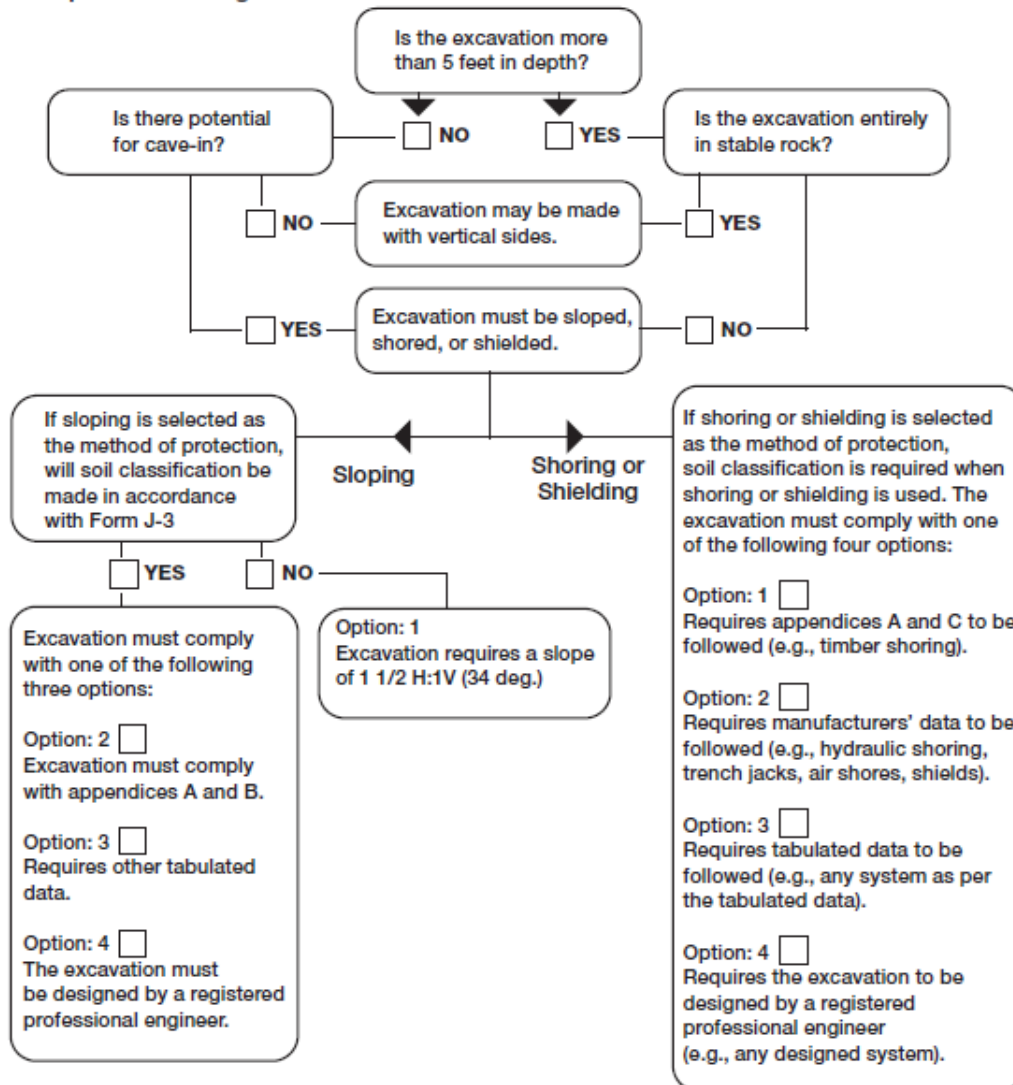 Is the excavation more
than 5 feet in depth?
Is there potential
for cave-in?
NO
YES
Is the excavation entirely
in stable rock?
NO
Excavation may be made
with vertical sides.
YES
YES
Excavation must be sloped,
shored, or shielded.
NO
If sloping is selected as
the method of protection,
will soil classification be
made in accordance
with Form J-3
Sloping
Shoring or
Shielding
If shoring or shielding is selected
as the method of protection,
soil classification is required when
shoring or shielding is used. The
excavation must comply with one
of the following four options:
YES
NO
Excavation must comply
with one of the following
three options:
Option: 2
Excavation must comply
with appendices A and B.
Option: 3
Requires other tabulated
data.
Option: 4
The excavation must
be designed by a registered
professional engineer.
Option: 1
Excavation requires a slope
of 1 1/2 H:1V (34 deg.)
Option: 1
Requires appendices A and C to be
followed (e.g., timber shoring).
Option: 2
Requires manufacturers' data to be
followed (e.g., hydraulic shoring,
trench jacks, air shores, shields).
Option: 3
Requires tabulated data to be
followed (e.g., any system as per
the tabulated data).
Option: 4
Requires the excavation to be
designed by a registered
professional engineer
(e.g., any designed system).